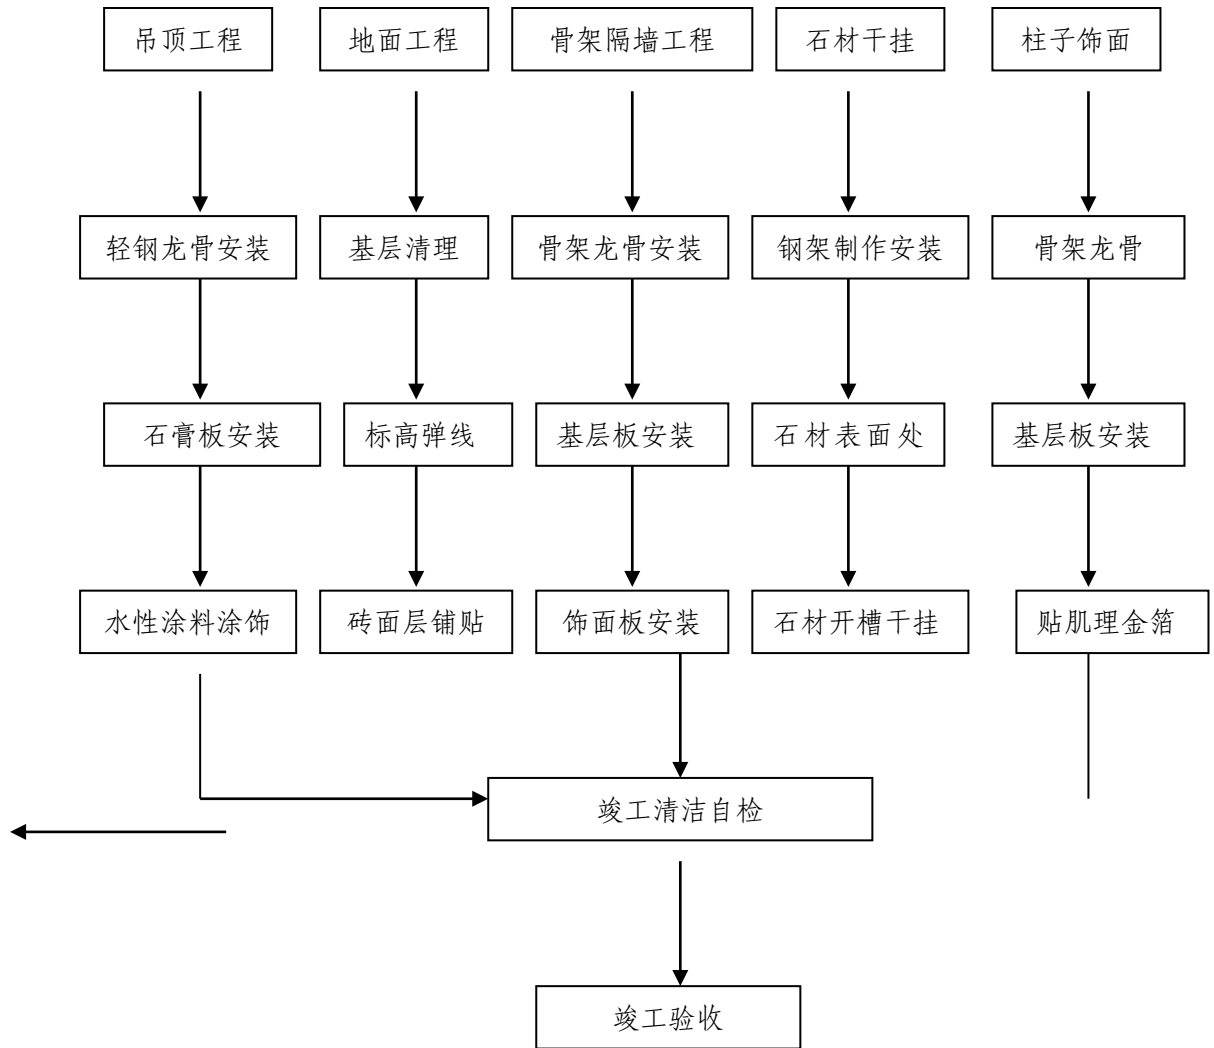 吊顶工程
地面工程
骨架隔墙工程
石材干挂
柱子饰面
轻钢龙骨安装
基层清理
骨架龙骨安装
钢架制作安装
骨架龙骨
石膏板安装
标高弹线
基层板安装
石材表面处
基层板安装
水性涂料涂饰
砖面层铺贴
饰面板安装
石材开槽干挂
贴肌理金箔
竣工清洁自检
竣工验收